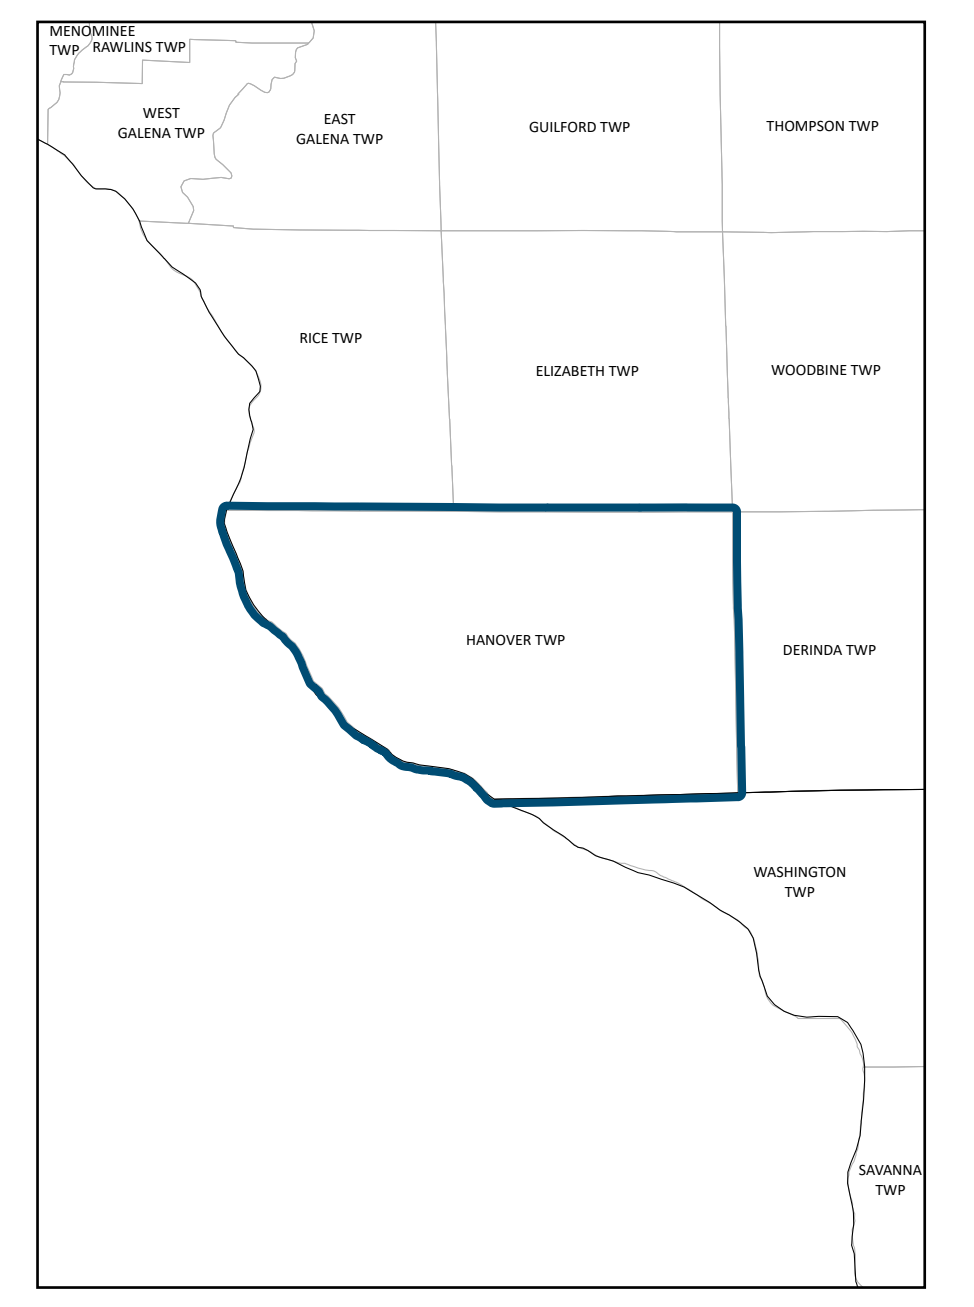 MENOMINEE
TWP
RAWLINS TWP
WEST
GALENA TWP
EAST
GALENA TWP
GUILFORD TWP
THOMPSON TWP
RICE TWP
ELIZABETH TWP
WOODBINE TWP
HANOVER TWP
DERINDA TWP
WASHINGTON
TWP
SAVANNA
TWP